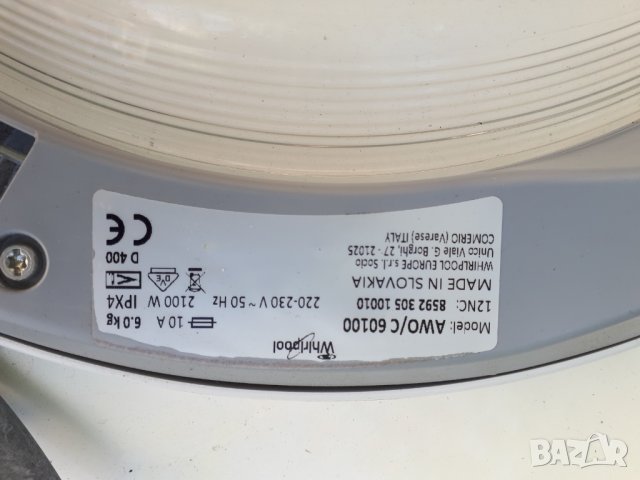 Whirlpool
Model: AWO/C 60100
12NC: 8592 305 10010
MADE IN SLOVAKIA
WHIRLPOOL EUROPE s.r.l. Socio
Unico Viale G. Borghi, 27 - 21025
COMERIO (Varese) ITALY
10 A 6.0 kg
220-230 V ~ 50 Hz
2100 W IPX4
D 400
CE
BAZAR